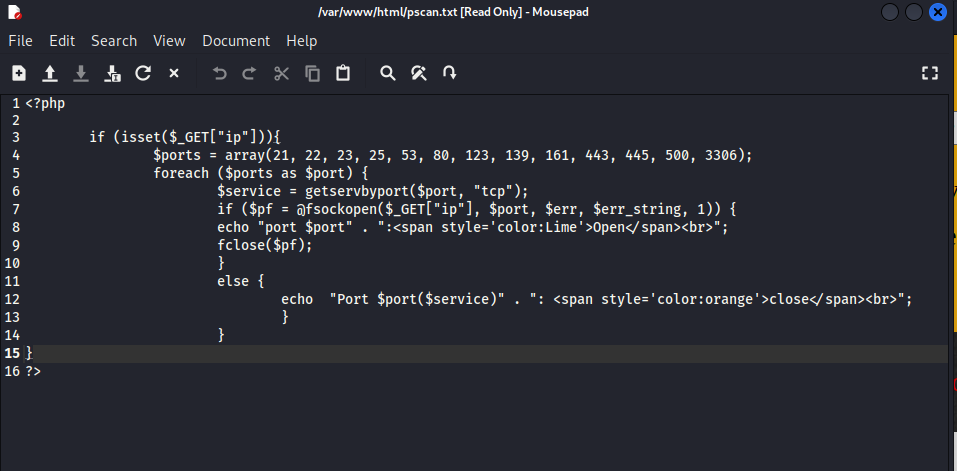 /var/www/html/pscan.txt [Read Only] - Mousepad
File Edit Search View Document Help
1 <?php
2
3 if (isset($_GET["ip"])){
4 $ports = array(21, 22, 23, 25, 53, 80, 123, 139, 161, 443, 445, 500, 3306);
5 foreach ($ports as $port) {
6 $service = getservbyport($port, "tcp");
7 if ($pf = @fsockopen($_GET["ip"], $port, $err, $err_string, 1)) {
8 echo "port $port" . ":<span style='color:Lime'>Open</span><br>";
9 fclose($pf);
10 }
11 else {
12 echo  "Port $port($service)" . ": <span style='color:orange'>close</span><br>";
13 }
14 }
15 }
16 ?>